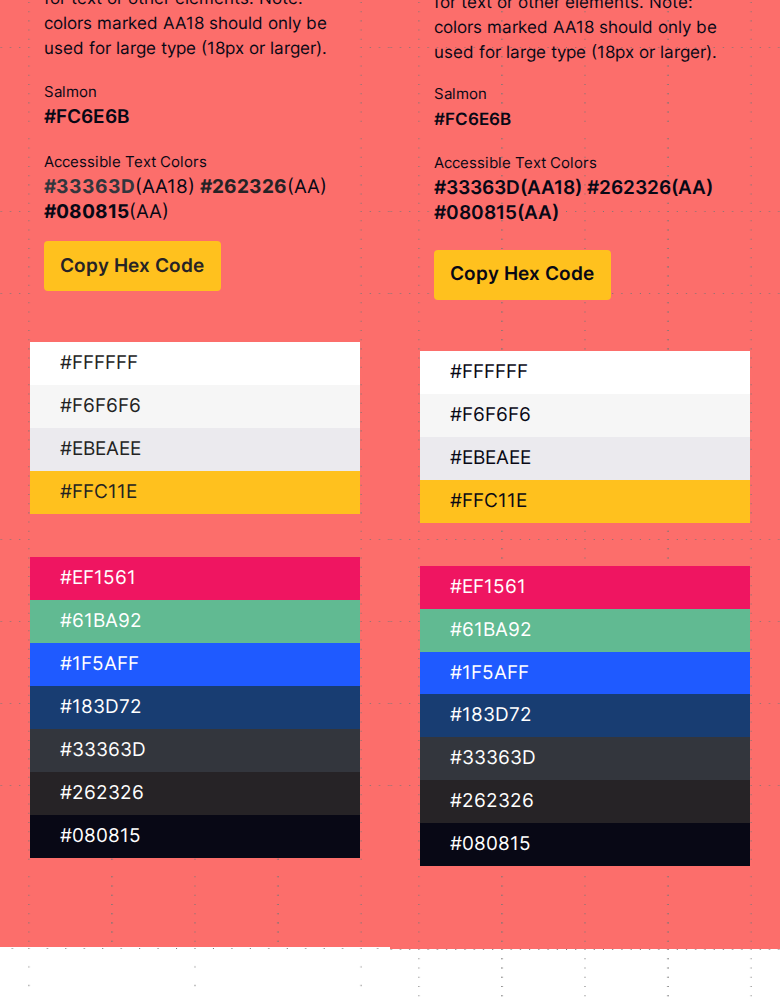 for text or other elements. Note:
colors marked AA18 should only be
used for large type (18px or larger).
Salmon
#FC6E6B
Accessible Text Colors
#33363D(AA18) #262326(AA)
#080815(AA)
Copy Hex Code
#FFFFFF
#F6F6F6
#EBEAEE
#FFC11E
#EF1561
#61BA92
#1F5AFF
#183D72
#33363D
#262326
#080815
for text or other elements. Note:
colors marked AA18 should only be
used for large type (18px or larger).
Salmon
#FC6E6B
Accessible Text Colors
#33363D(AA18) #262326(AA)
#080815(AA)
Copy Hex Code
#FFFFFF
#F6F6F6
#EBEAEE
#FFC11E
#EF1561
#61BA92
#1F5AFF
#183D72
#33363D
#262326
#080815